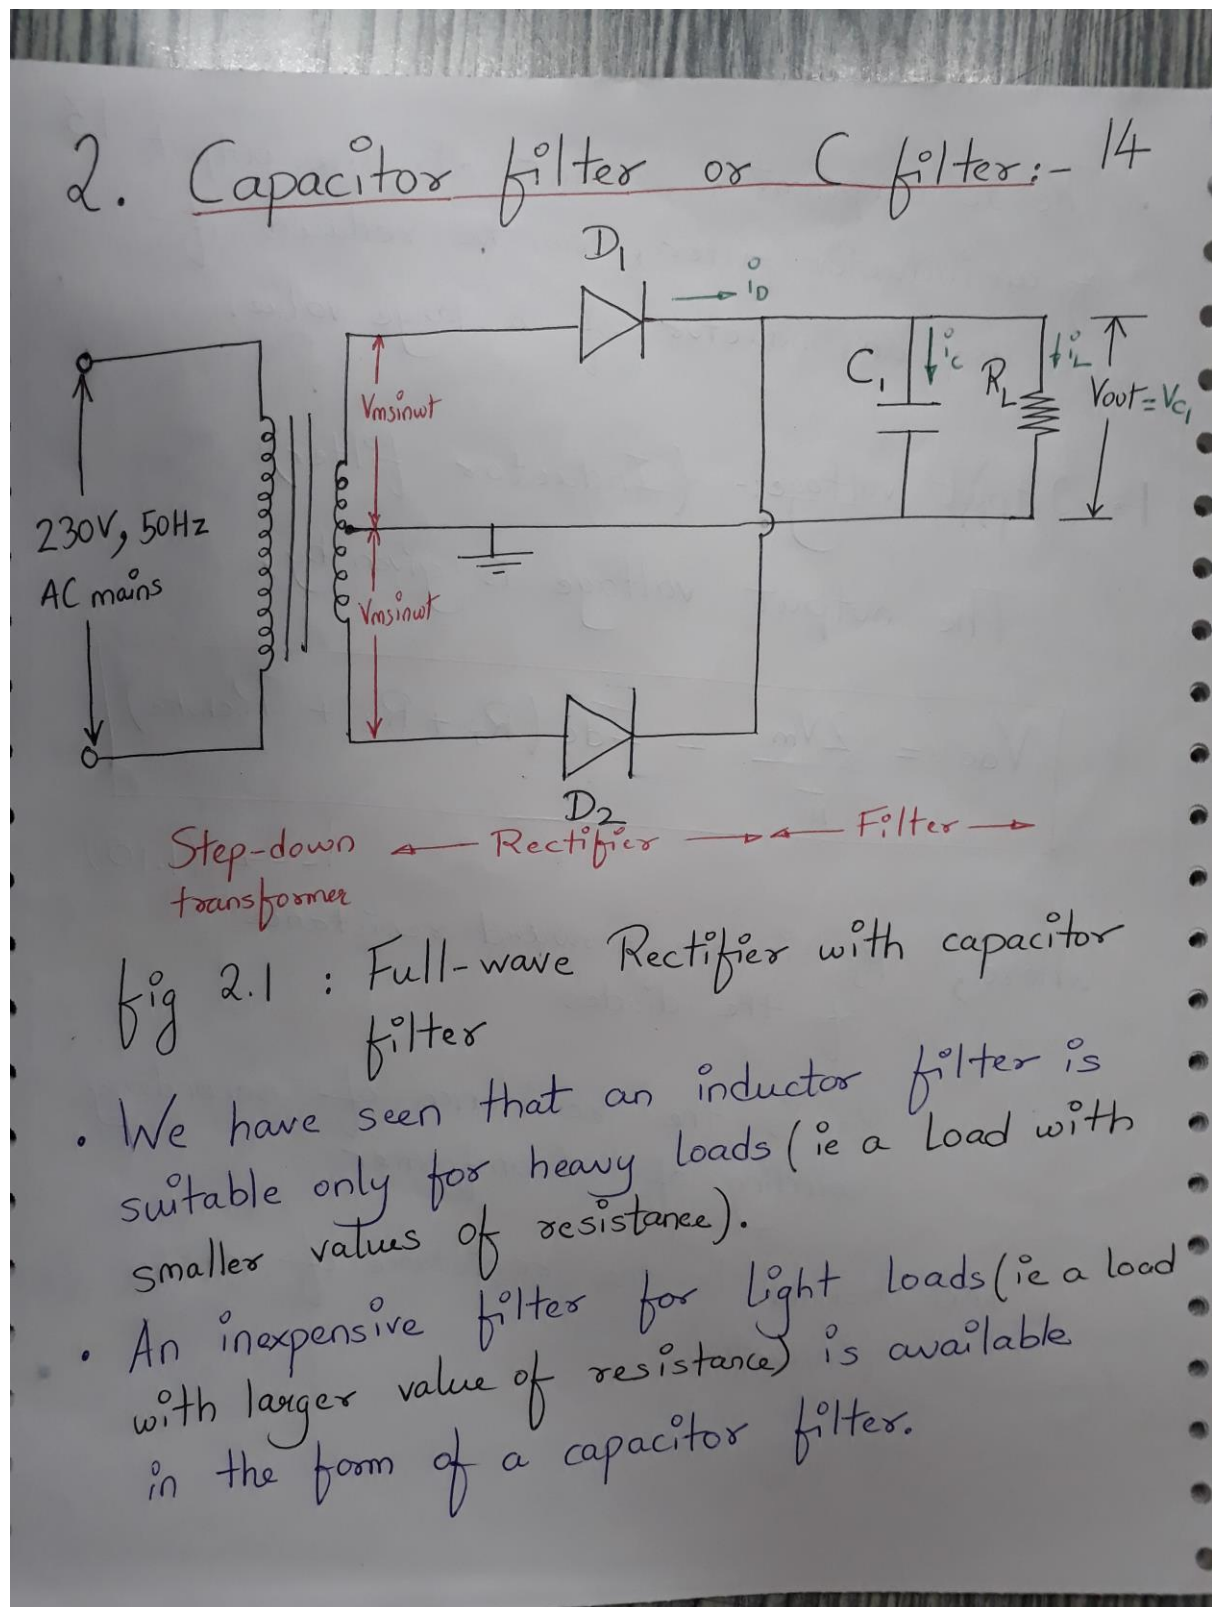 2. Capacitor filter or C filter:- 14
D1
iD
C1
iC
RL
iL
Vout = VC1
Vmsinwt
230V, 50Hz
AC mains
Vmsinwt
D2
Step-down
transformer
Rectifier
Filter
fig 2.1 : Full-wave Rectifier with capacitor
filter
• We have seen that an inductor filter is
suitable only for heavy loads (ie a load with
smaller values of resistance).
• An inexpensive filter for light loads (ie a load
with larger value of resistance) is available
in the form of a capacitor filter.